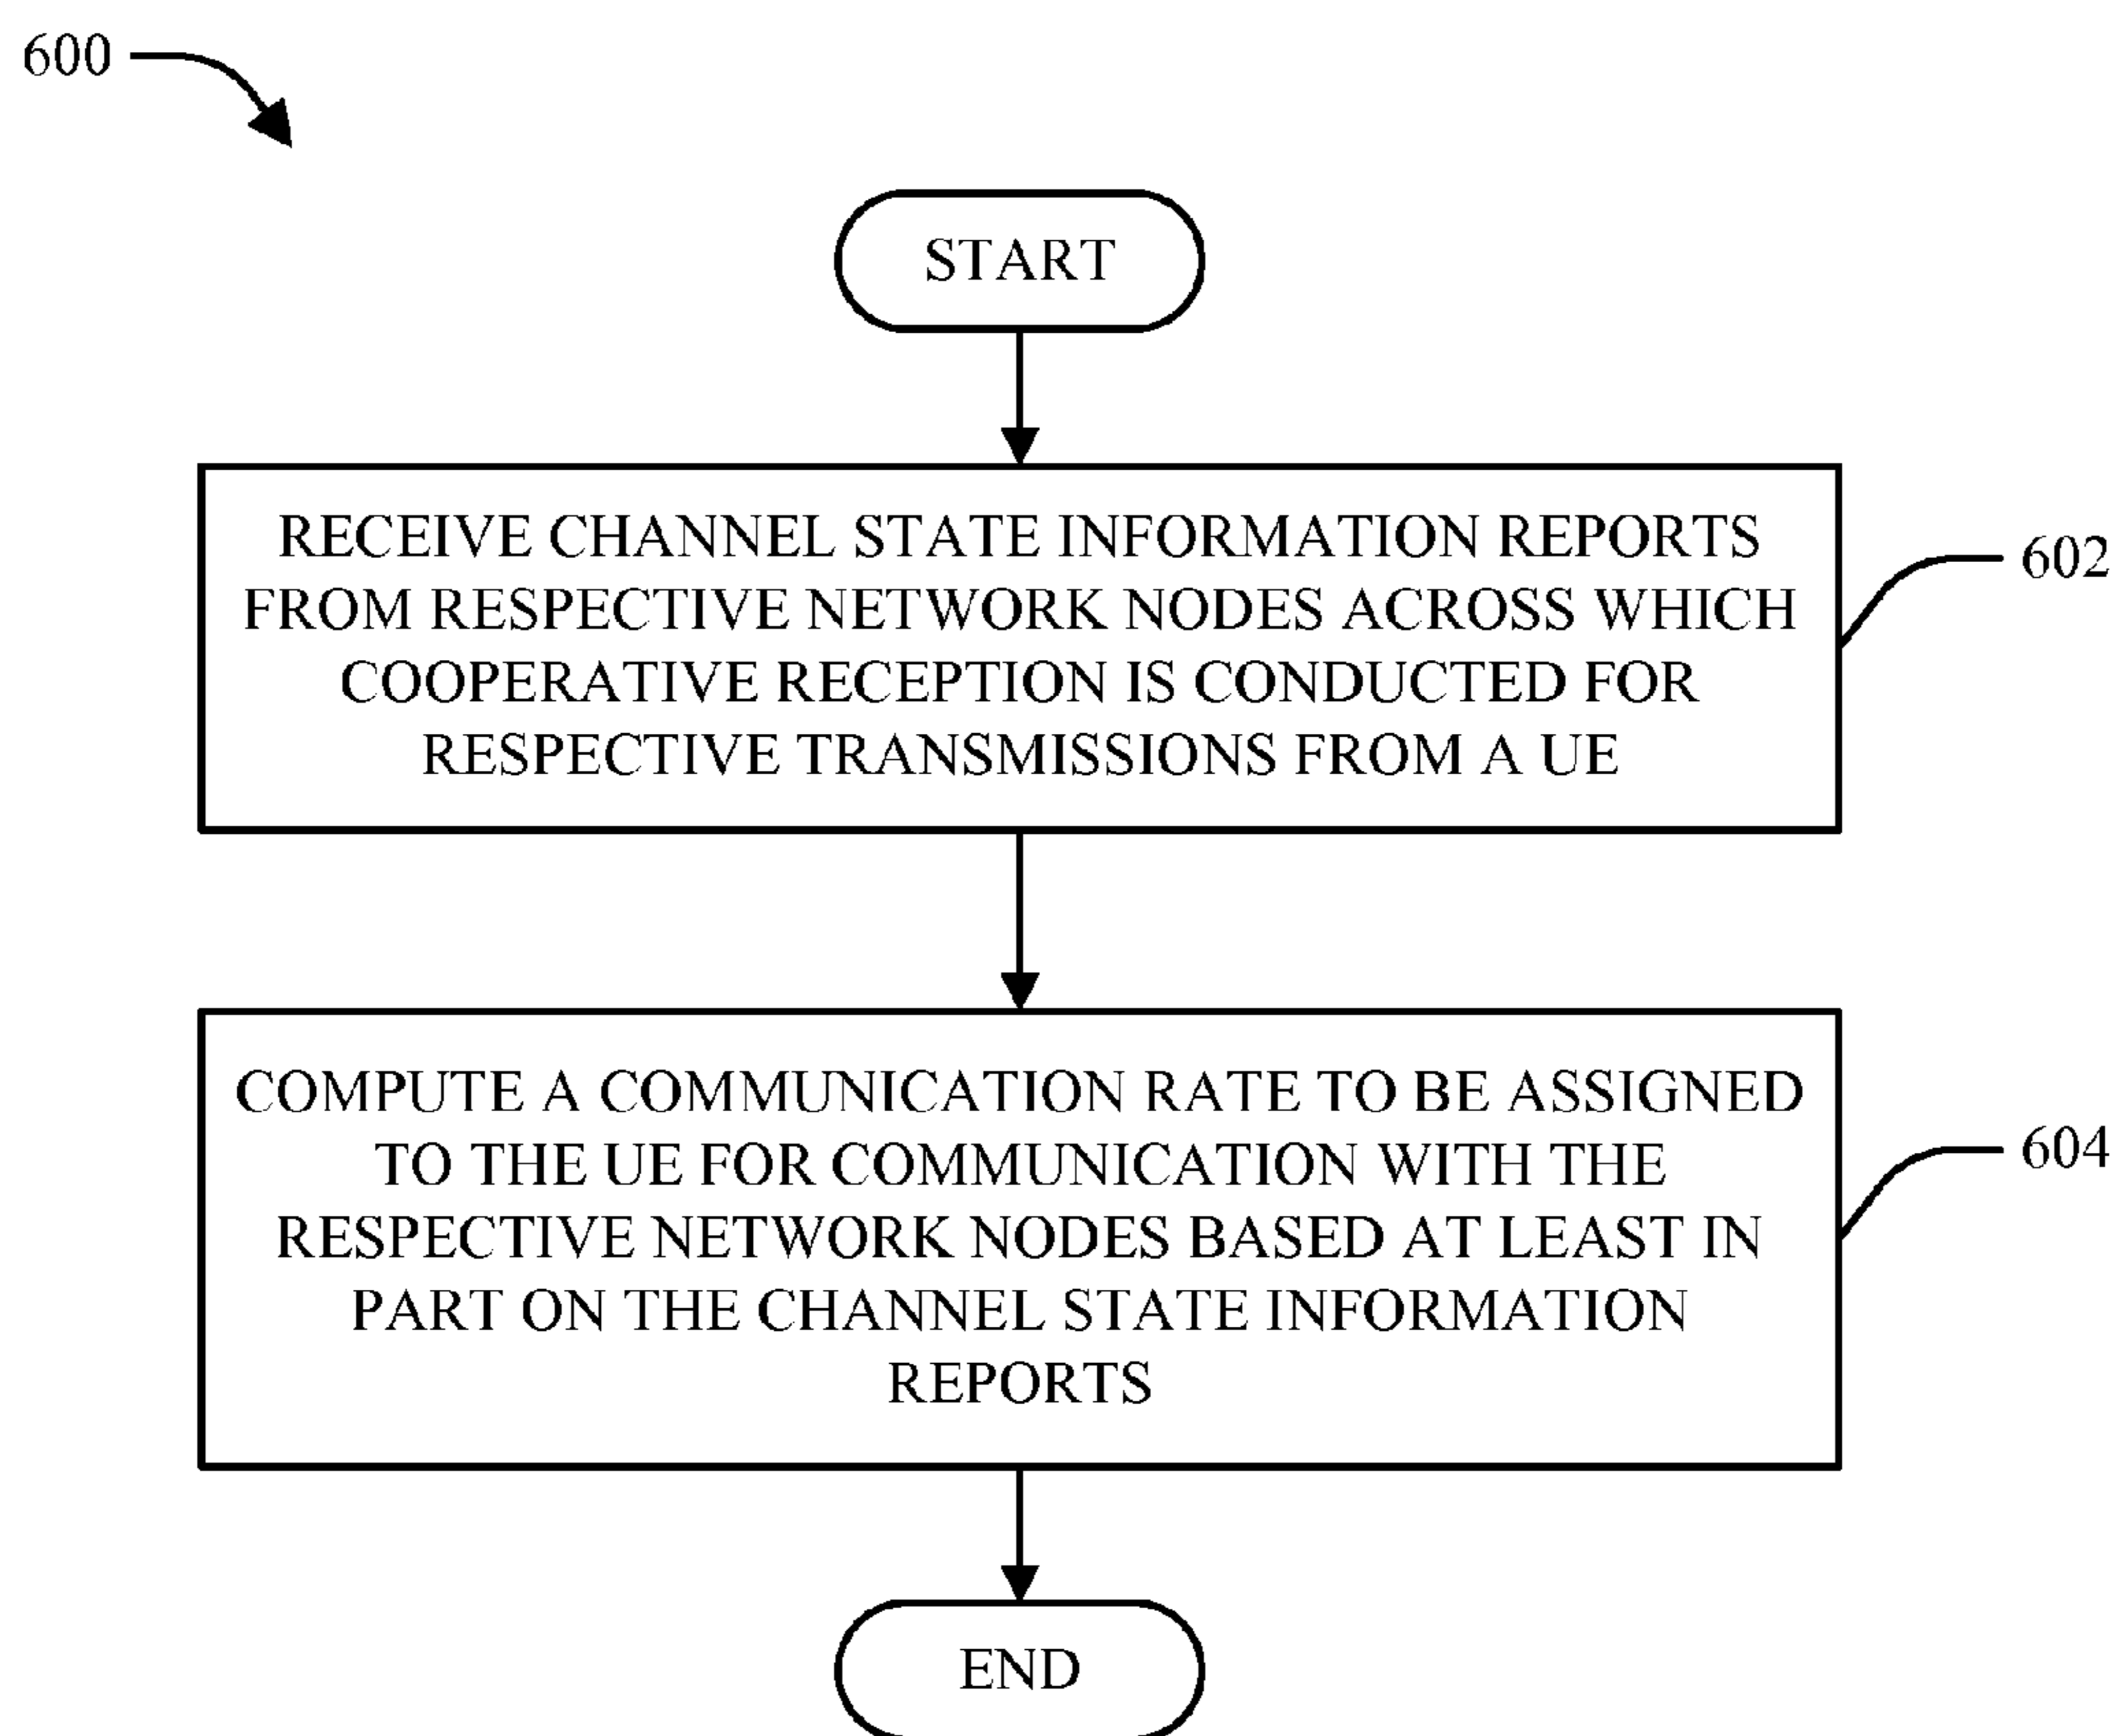 600
START
RECEIVE CHANNEL STATE INFORMATION REPORTS
FROM RESPECTIVE NETWORK NODES ACROSS WHICH
COOPERATIVE RECEPTION IS CONDUCTED FOR
RESPECTIVE TRANSMISSIONS FROM A UE
602
COMPUTE A COMMUNICATION RATE TO BE ASSIGNED
TO THE UE FOR COMMUNICATION WITH THE
RESPECTIVE NETWORK NODES BASED AT LEAST IN
PART ON THE CHANNEL STATE INFORMATION
REPORTS
604
END